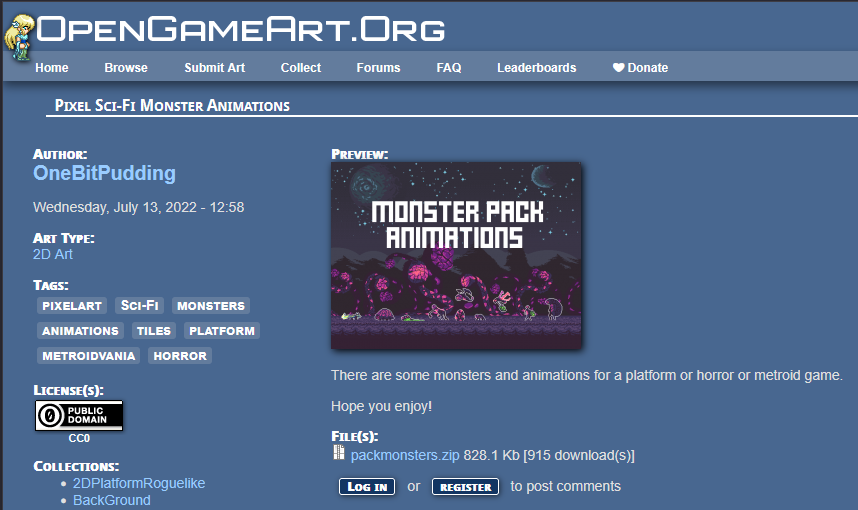 OpenGameArt.Org
Home Browse Submit Art Collect Forums FAQ Leaderboards Donate
Pixel Sci-Fi Monster Animations
Author:
OneBitPudding
Wednesday, July 13, 2022 - 12:58
Art Type:
2D Art
Tags:
pixelart Sci-Fi monsters
animations tiles platform
metroidvania horror
License(s):
PUBLIC
DOMAIN
CC0
Collections:
2DPlatformRoguelike
BackGround
Preview:
MONSTER PACK
ANIMATIONS
There are some monsters and animations for a platform or horror or metroid game.
Hope you enjoy!
File(s):
packmonsters.zip 828.1 Kb [915 download(s)]
Log in or register to post comments